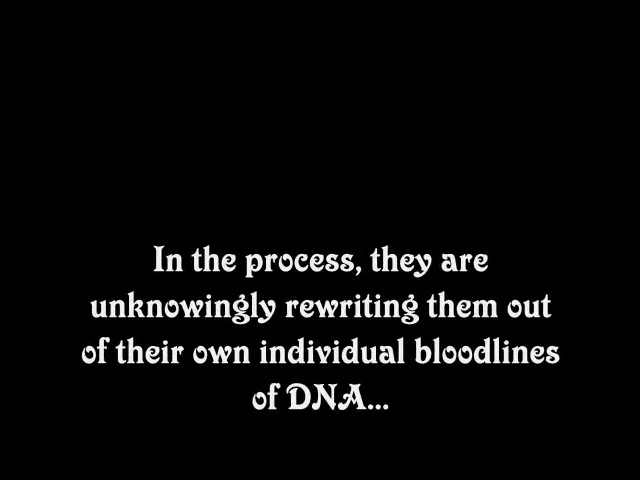 In the process, they are
unknowingly rewriting them out
of their own individual bloodlines
of DNA...